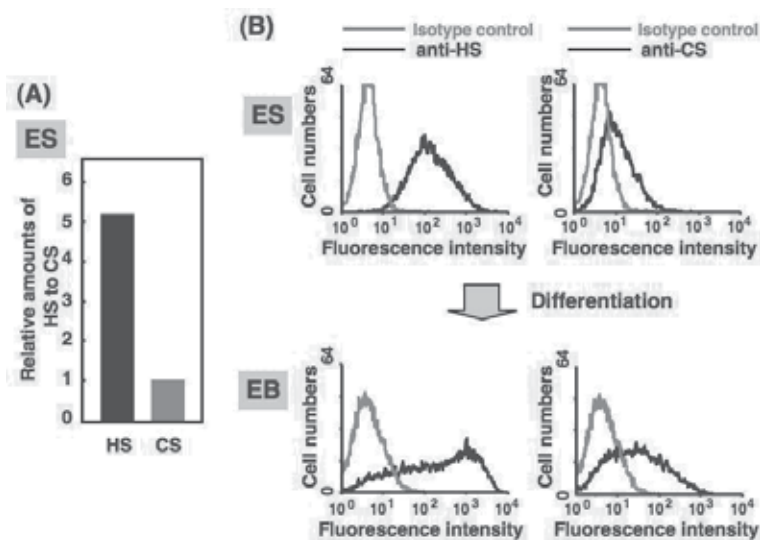 (A)
ES
Relative amounts of
HS to CS
6
5
4
3
2
1
0
HS CS
(B)
Isotype control
anti-HS
Isotype control
anti-CS
ES
Cell numbers
0 64
10⁰ 10¹ 10² 10³ 10⁴
Fluorescence intensity
Cell numbers
0 64
10⁰ 10¹ 10² 10³ 10⁴
Fluorescence intensity
Differentiation
EB
Cell numbers
0 64
10⁰ 10¹ 10² 10³ 10⁴
Fluorescence intensity
Cell numbers
0 64
10⁰ 10¹ 10² 10³ 10⁴
Fluorescence intensity